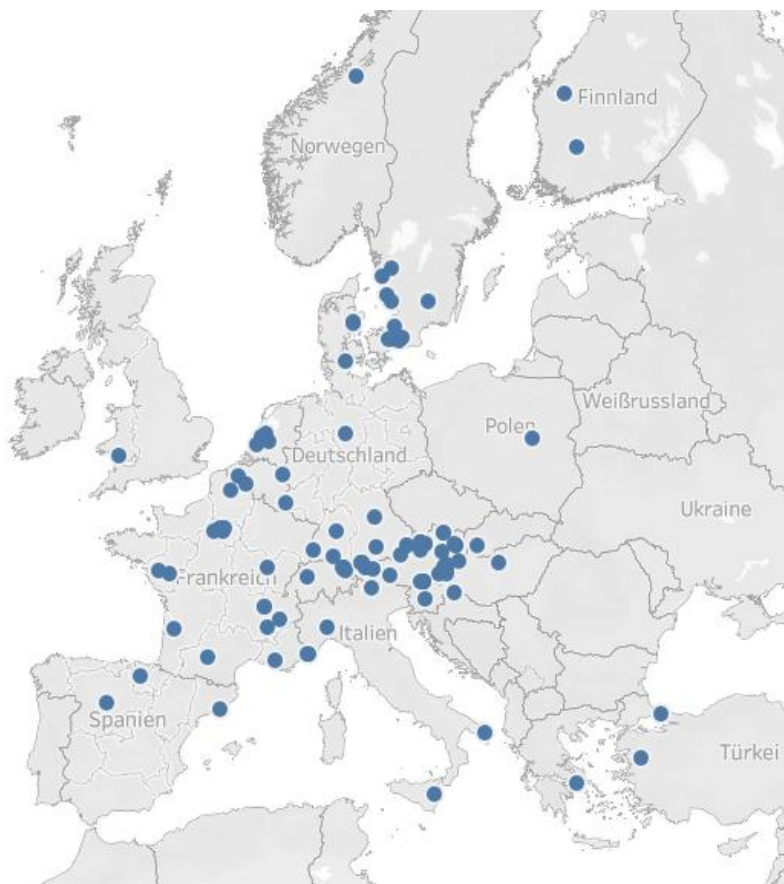 Finnland
Norwegen
Weißrussland
Polen
Deutschland
Ukraine
Frankreich
Italien
Spanien
Türkei